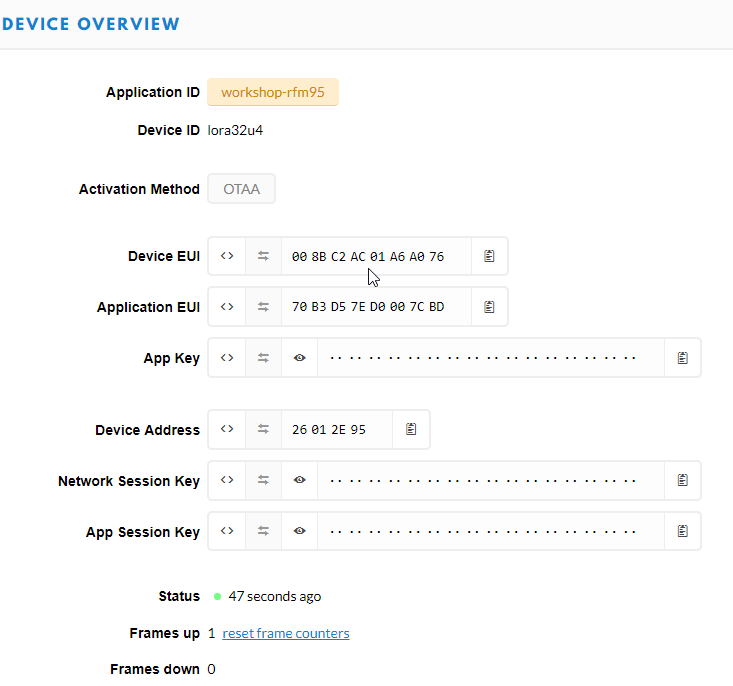 DEVICE OVERVIEW
Application ID workshop-rfm95
Device ID lora32u4
Activation Method OTAA
Device EUI <> 00 8B C2 AC 01 A6 A0 76
Application EUI <> 70 B3 D5 7E D0 00 7C BD
App Key <> ·· ·· ·· ·· ·· ·· ·· ·· ·· ·· ·· ·· ·· ·· ·· ··
Device Address <> 26 01 2E 95
Network Session Key <> ·· ·· ·· ·· ·· ·· ·· ·· ·· ·· ·· ·· ·· ·· ·· ··
App Session Key <> ·· ·· ·· ·· ·· ·· ·· ·· ·· ·· ·· ·· ·· ·· ·· ··
Status 47 seconds ago
Frames up 1 reset frame counters
Frames down 0